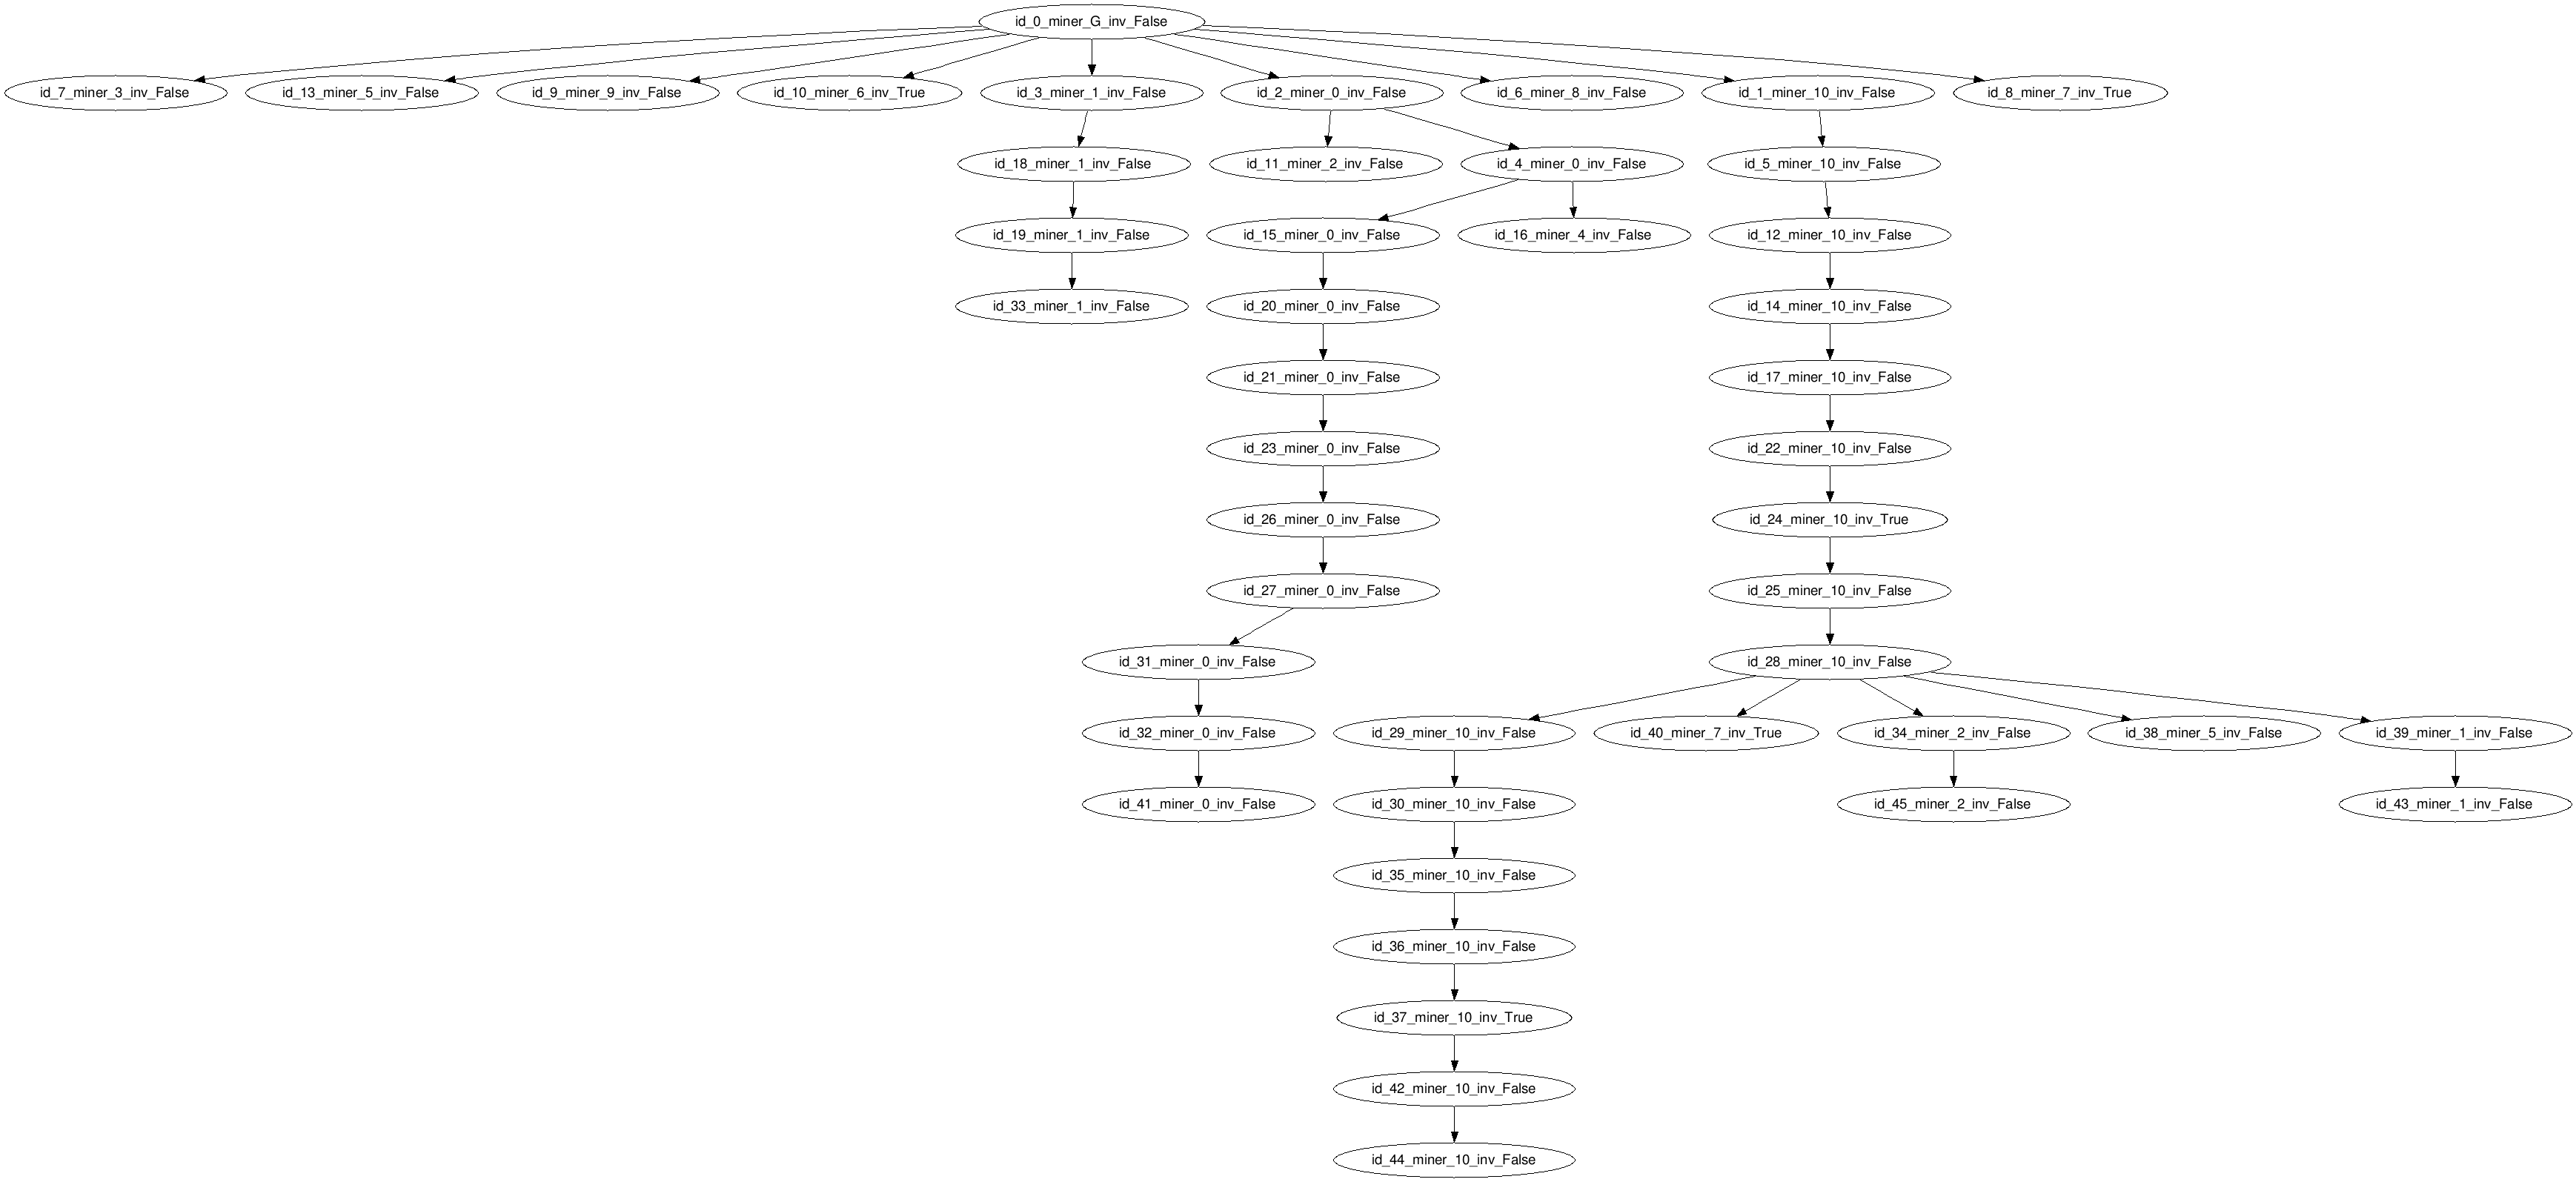 id_0_miner_G_inv_False
id_7_miner_3_inv_False
id_13_miner_5_inv_False
id_9_miner_9_inv_False
id_10_miner_6_inv_True
id_3_miner_1_inv_False
id_2_miner_0_inv_False
id_6_miner_8_inv_False
id_1_miner_10_inv_False
id_8_miner_7_inv_True
id_18_miner_1_inv_False
id_11_miner_2_inv_False
id_4_miner_0_inv_False
id_5_miner_10_inv_False
id_19_miner_1_inv_False
id_15_miner_0_inv_False
id_16_miner_4_inv_False
id_12_miner_10_inv_False
id_33_miner_1_inv_False
id_20_miner_0_inv_False
id_14_miner_10_inv_False
id_21_miner_0_inv_False
id_17_miner_10_inv_False
id_23_miner_0_inv_False
id_22_miner_10_inv_False
id_26_miner_0_inv_False
id_24_miner_10_inv_True
id_27_miner_0_inv_False
id_25_miner_10_inv_False
id_31_miner_0_inv_False
id_28_miner_10_inv_False
id_32_miner_0_inv_False
id_29_miner_10_inv_False
id_40_miner_7_inv_True
id_34_miner_2_inv_False
id_38_miner_5_inv_False
id_39_miner_1_inv_False
id_41_miner_0_inv_False
id_30_miner_10_inv_False
id_45_miner_2_inv_False
id_43_miner_1_inv_False
id_35_miner_10_inv_False
id_36_miner_10_inv_False
id_37_miner_10_inv_True
id_42_miner_10_inv_False
id_44_miner_10_inv_False